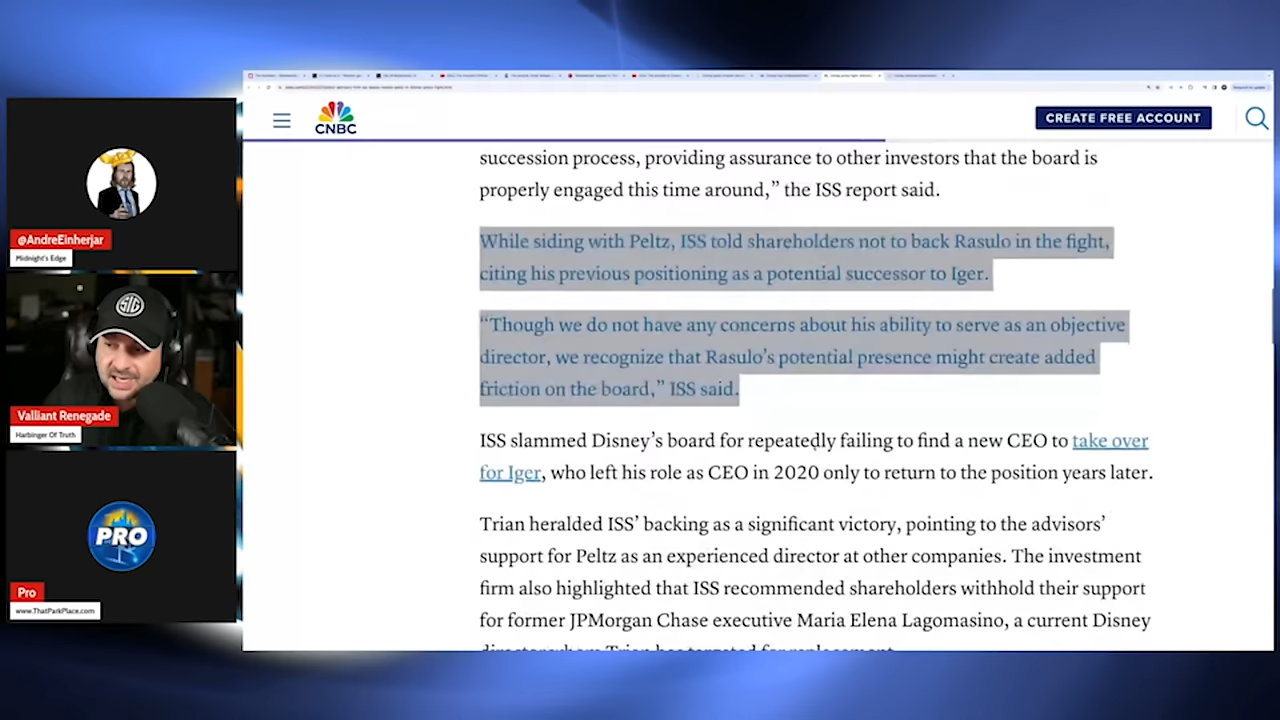 CNBC
CREATE FREE ACCOUNT
succession process, providing assurance to other investors that the board is
properly engaged this time around,” the ISS report said.
While siding with Peltz, ISS told shareholders not to back Rasulo in the fight,
citing his previous positioning as a potential successor to Iger.
“Though we do not have any concerns about his ability to serve as an objective
director, we recognize that Rasulo’s potential presence might create added
friction on the board,” ISS said.
ISS slammed Disney’s board for repeatedly failing to find a new CEO to take over
for Iger, who left his role as CEO in 2020 only to return to the position years later.
Trian heralded ISS’ backing as a significant victory, pointing to the advisors’
support for Peltz as an experienced director at other companies. The investment
firm also highlighted that ISS recommended shareholders withhold their support
for former JPMorgan Chase executive Maria Elena Lagomasino, a current Disney
@AndreEinherjar
Midnight's Edge
Valliant Renegade
Harbinger Of Truth
PRO
Pro
www.ThatParkPlace.com